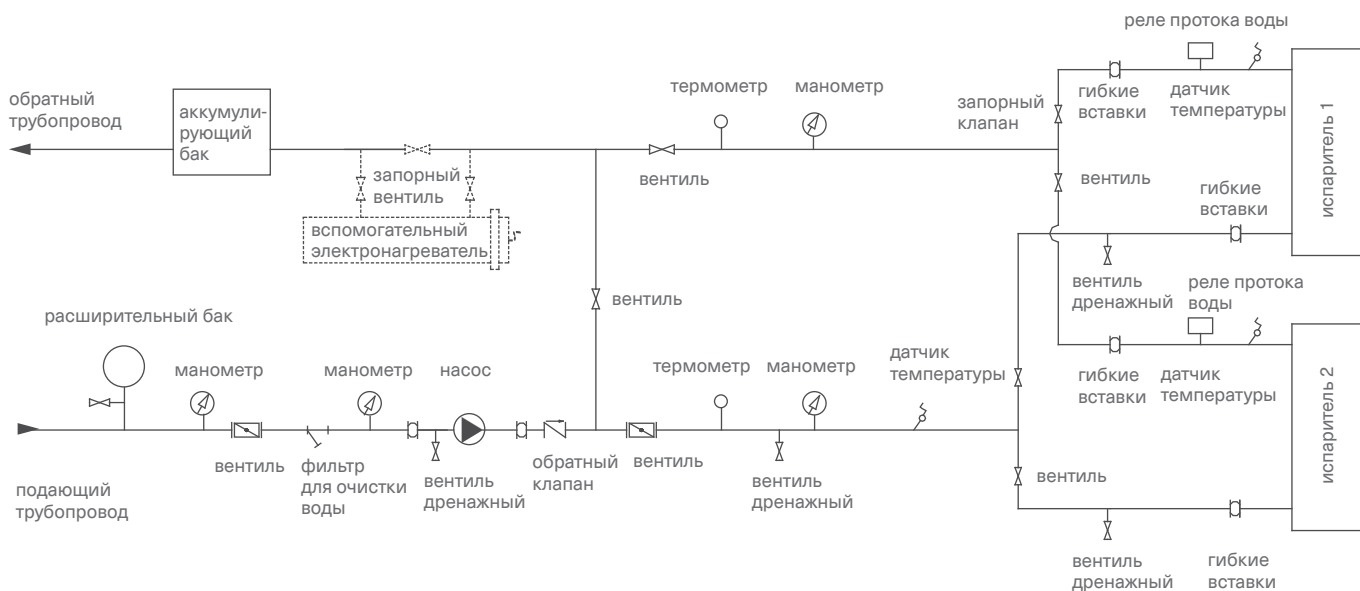 реле протока воды
обратный
трубопровод
аккумули-
рующий
бак
термометр
манометр
запорный
клапан
гибкие
вставки
датчик
температуры
испаритель 1
запорный
вентиль
вентиль
вентиль
гибкие
вставки
вспомогательный
электронагреватель
вентиль
вентиль
дренажный
реле протока
воды
расширительный бак
манометр
манометр
насос
термометр
манометр
датчик
температуры
гибкие
вставки
датчик
температуры
испаритель 2
подающий
трубопровод
вентиль
фильтр
для очистки
воды
вентиль
дренажный
обратный
клапан
вентиль
вентиль
дренажный
вентиль
вентиль
дренажный
гибкие
вставки